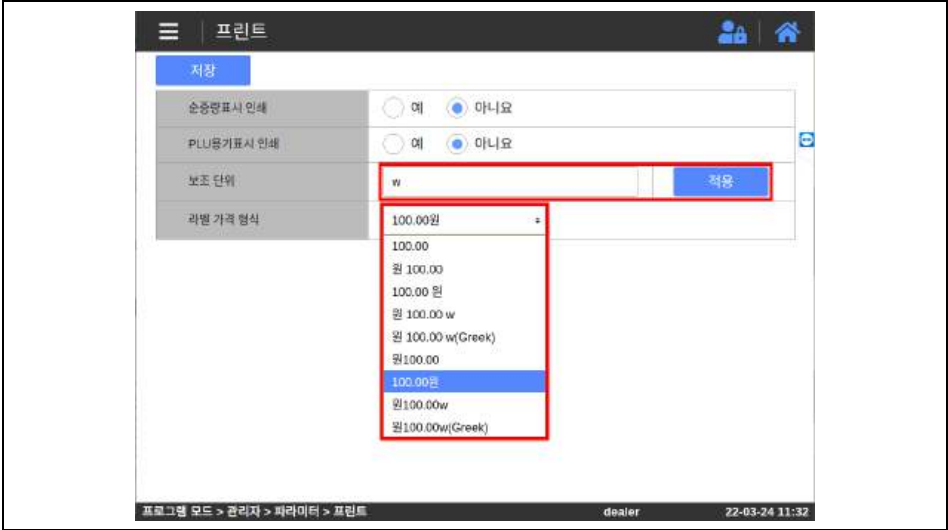 프린트
저장
순중량표시 인쇄 예 아니요
PLU용기표시 인쇄 예 아니요
보조 단위 w 적용
라벨 가격 형식 100.00원
100.00
원 100.00
100.00 원
원 100.00 w
원 100.00 w(Greek)
원100.00
100.00원
원100.00w
원100.00w(Greek)
프로그램 모드 > 관리자 > 파라미터 > 프린트 dealer 22-03-24 11:32